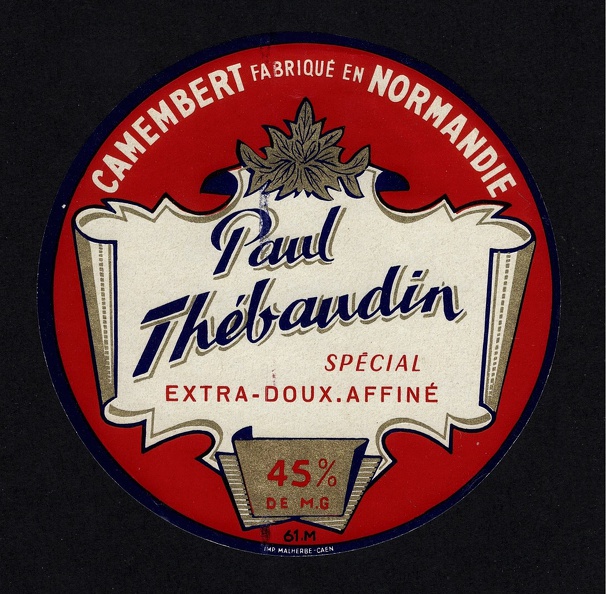 CAMEMBERT FABRIQUÉ EN NORMANDIE
Paul
Thébaudin
SPÉCIAL
EXTRA-DOUX.AFFINÉ
45%
DE M.G
61.M
IMP. MALHERBE-CAEN